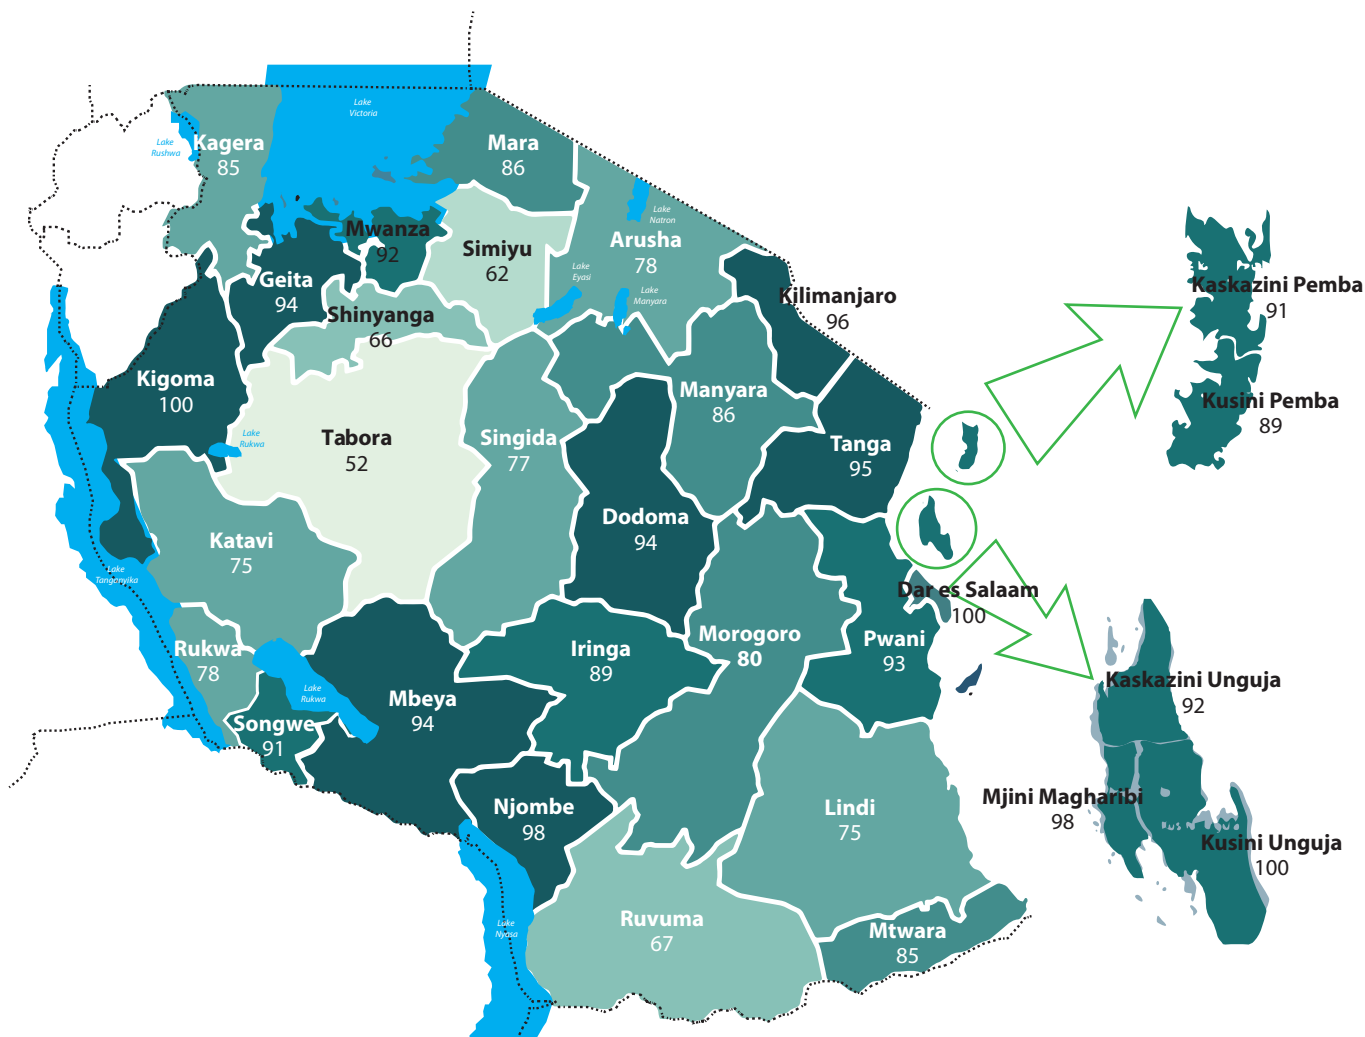 Lake
Victoria
Lake
Rushwa
Kagera
85
Mara
86
Lake
Natron
Mwanza
92
Simiyu
62
Arusha
78
Lake
Eyasi
Lake
Manyara
Geita
94
Shinyanga
66
Kilimanjaro
96
Kaskazini Pemba
91
Kigoma
100
Manyara
86
Kusini Pemba
89
Lake
Rukwa
Tabora
52
Singida
77
Tanga
95
Dodoma
94
Katavi
75
Lake
Tanganyika
Dar es Salaam
100
Rukwa
78
Iringa
89
Morogoro
80
Pwani
93
Lake
Rukwa
Mbeya
94
Kaskazini Unguja
92
Songwe
91
Njombe
98
Lindi
75
Mjini Magharibi
98
Kusini Unguja
100
Lake
Nyasa
Ruvuma
67
Mtwara
85